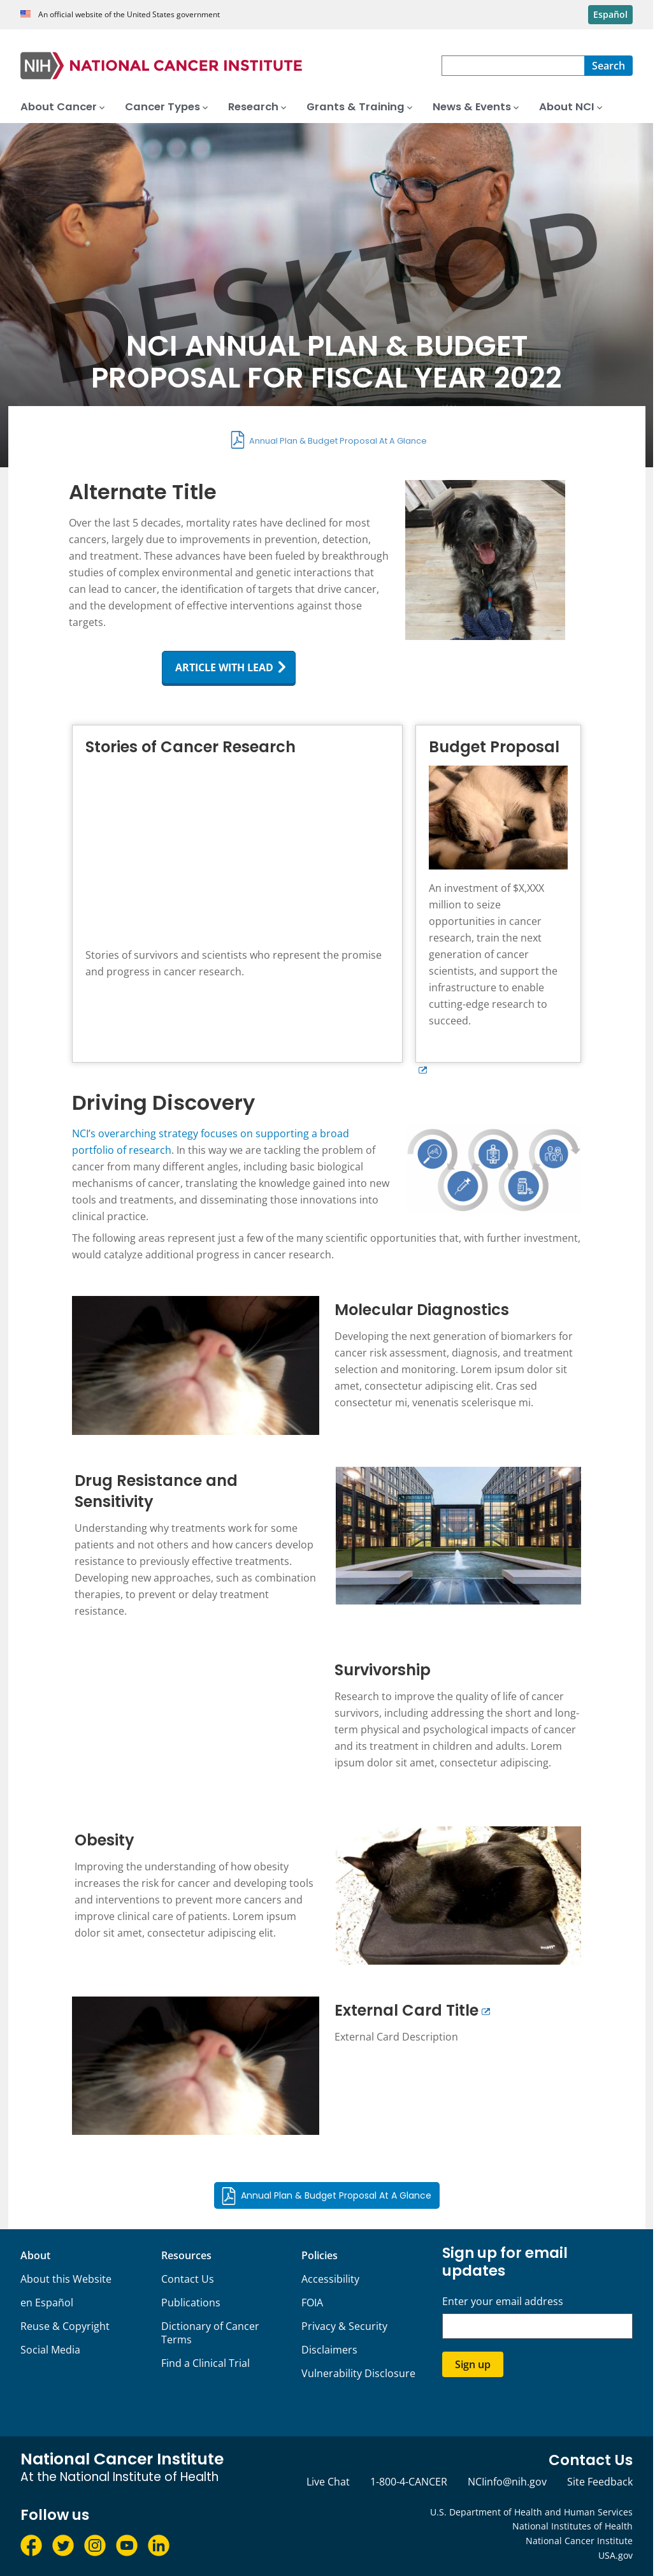 An official website of the United States government
Español
NIH NATIONAL CANCER INSTITUTE
Search
About Cancer
Cancer Types
Research
Grants & Training
News & Events
About NCI
DESKTOP
NCI ANNUAL PLAN & BUDGET
PROPOSAL FOR FISCAL YEAR 2022
Annual Plan & Budget Proposal At A Glance
Alternate Title
Over the last 5 decades, mortality rates have declined for most
cancers, largely due to improvements in prevention, detection,
and treatment. These advances have been fueled by breakthrough
studies of complex environmental and genetic interactions that
can lead to cancer, the identification of targets that drive cancer,
and the development of effective interventions against those
targets.
ARTICLE WITH LEAD
Stories of Cancer Research
Stories of survivors and scientists who represent the promise
and progress in cancer research.
Budget Proposal
An investment of $X,XXX
million to seize
opportunities in cancer
research, train the next
generation of cancer
scientists, and support the
infrastructure to enable
cutting-edge research to
succeed.
Driving Discovery
NCI’s overarching strategy focuses on supporting a broad
portfolio of research. In this way we are tackling the problem of
cancer from many different angles, including basic biological
mechanisms of cancer, translating the knowledge gained into new
tools and treatments, and disseminating those innovations into
clinical practice.
The following areas represent just a few of the many scientific opportunities that, with further investment,
would catalyze additional progress in cancer research.
Molecular Diagnostics
Developing the next generation of biomarkers for
cancer risk assessment, diagnosis, and treatment
selection and monitoring. Lorem ipsum dolor sit
amet, consectetur adipiscing elit. Cras sed
consectetur mi, venenatis scelerisque mi.
Drug Resistance and
Sensitivity
Understanding why treatments work for some
patients and not others and how cancers develop
resistance to previously effective treatments.
Developing new approaches, such as combination
therapies, to prevent or delay treatment
resistance.
Survivorship
Research to improve the quality of life of cancer
survivors, including addressing the short and long-
term physical and psychological impacts of cancer
and its treatment in children and adults. Lorem
ipsum dolor sit amet, consectetur adipiscing.
Obesity
Improving the understanding of how obesity
increases the risk for cancer and developing tools
and interventions to prevent more cancers and
improve clinical care of patients. Lorem ipsum
dolor sit amet, consectetur adipiscing elit.
External Card Title
External Card Description
Annual Plan & Budget Proposal At A Glance
About
About this Website
en Español
Reuse & Copyright
Social Media
Resources
Contact Us
Publications
Dictionary of Cancer
Terms
Find a Clinical Trial
Policies
Accessibility
FOIA
Privacy & Security
Disclaimers
Vulnerability Disclosure
Sign up for email
updates
Enter your email address
Sign up
National Cancer Institute
At the National Institute of Health
Follow us
Contact Us
Live Chat
1-800-4-CANCER
NCIinfo@nih.gov
Site Feedback
U.S. Department of Health and Human Services
National Institutes of Health
National Cancer Institute
USA.gov